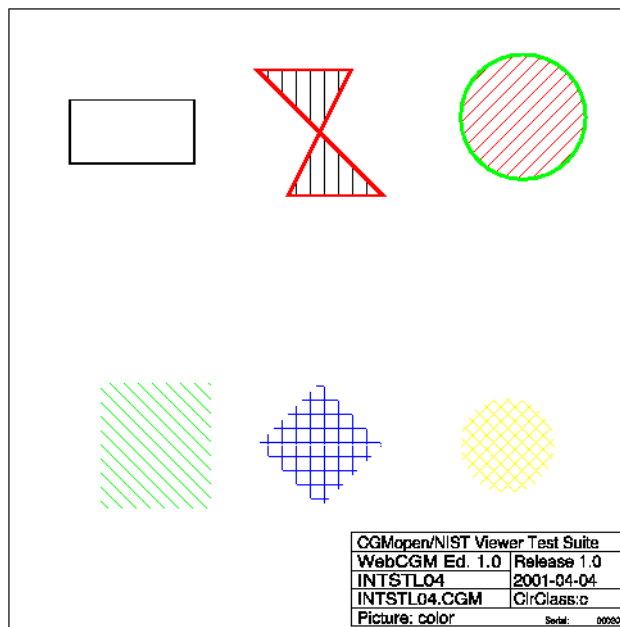 CGMopen/NIST Viewer Test Suite
WebCGM Ed. 1.0 Release 1.0
INTSTL04 2001-04-04
INTSTL04.CGM ClrClass:c
Picture: color Serial: